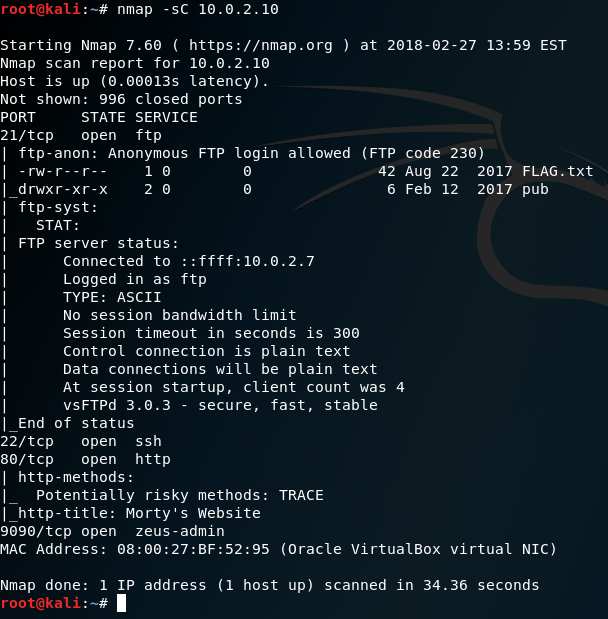 root@kali:~# nmap -sC 10.0.2.10

Starting Nmap 7.60 ( https://nmap.org ) at 2018-02-27 13:59 EST
Nmap scan report for 10.0.2.10
Host is up (0.00013s latency).
Not shown: 996 closed ports
PORT     STATE SERVICE
21/tcp   open  ftp
| ftp-anon: Anonymous FTP login allowed (FTP code 230)
| -rw-r--r--    1 0        0              42 Aug 22  2017 FLAG.txt
|_drwxr-xr-x    2 0        0               6 Feb 12  2017 pub
| ftp-syst:
|   STAT:
| FTP server status:
|      Connected to ::ffff:10.0.2.7
|      Logged in as ftp
|      TYPE: ASCII
|      No session bandwidth limit
|      Session timeout in seconds is 300
|      Control connection is plain text
|      Data connections will be plain text
|      At session startup, client count was 4
|      vsFTPd 3.0.3 - secure, fast, stable
|_End of status
22/tcp   open  ssh
80/tcp   open  http
| http-methods:
|_  Potentially risky methods: TRACE
|_http-title: Morty's Website
9090/tcp open  zeus-admin
MAC Address: 08:00:27:BF:52:95 (Oracle VirtualBox virtual NIC)

Nmap done: 1 IP address (1 host up) scanned in 34.36 seconds
root@kali:~#